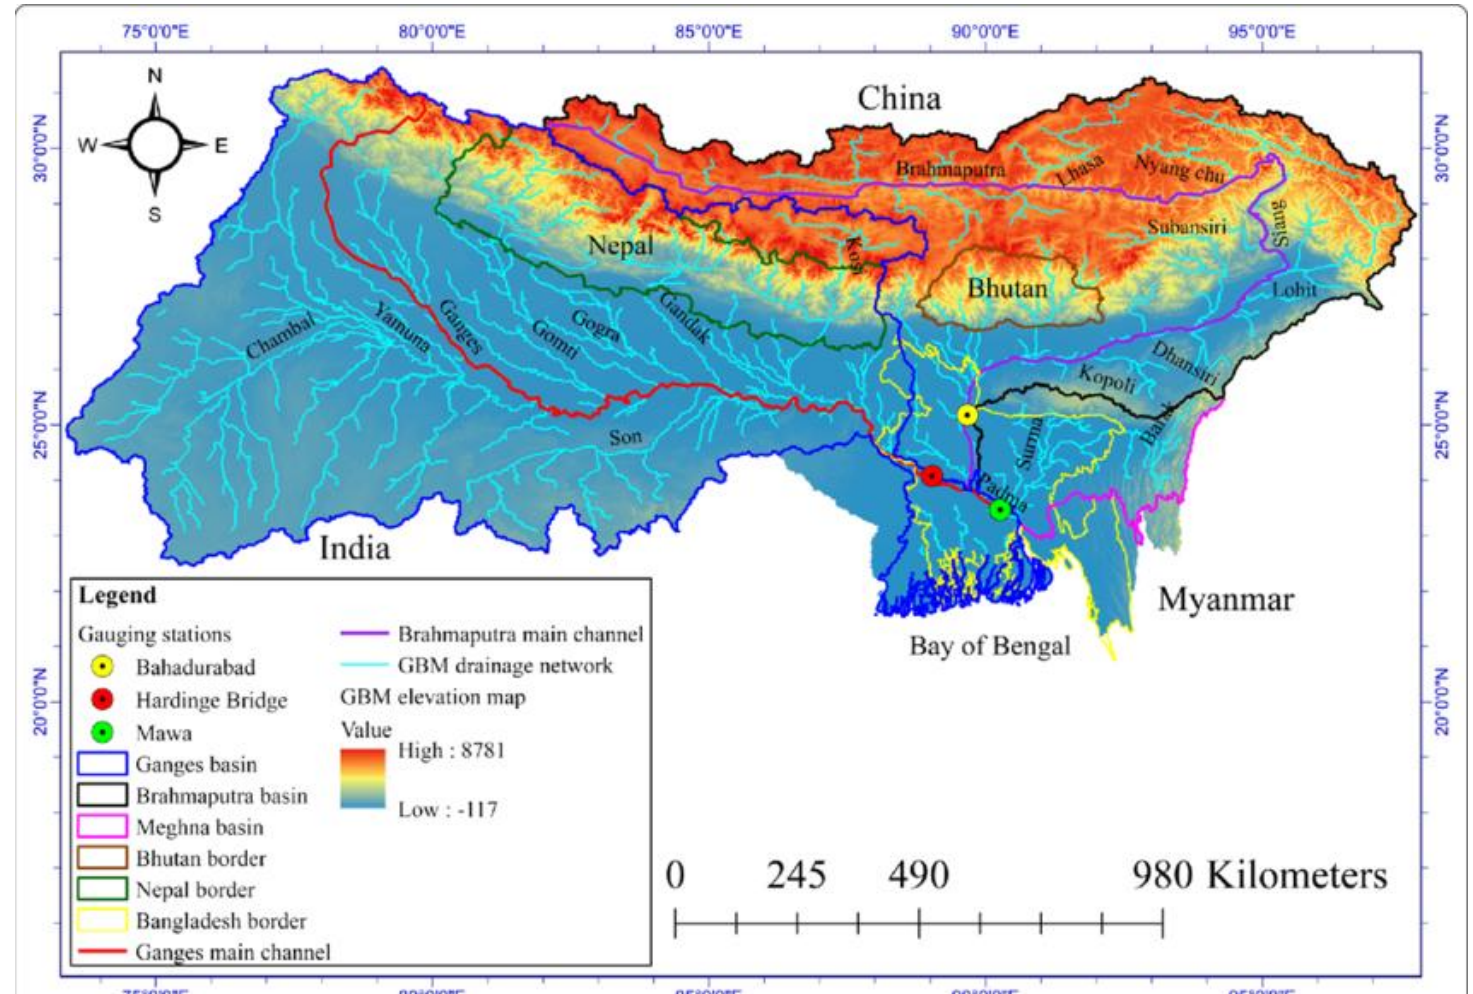 75°0'0"E 80°0'0"E 85°0'0"E 90°0'0"E 95°0'0"E
N
W E
S
30°0'0"N
25°0'0"N
20°0'0"N
30°0'0"N
25°0'0"N
20°0'0"N
China
Brahmaputra
Lhasa
Nyang chu
Subansiri
Siang
Nepal
Kosi
Bhutan
Lohit
Chambal
Yamuna
Ganges
Gomti
Gogra
Gandak
Dhansiri
Kopoli
Barak
Surma
Son
Padma
India
Myanmar
Bay of Bengal
Legend
Gauging stations
Bahadurabad
Hardinge Bridge
Mawa
Ganges basin
Brahmaputra basin
Meghna basin
Bhutan border
Nepal border
Bangladesh border
Ganges main channel
Brahmaputra main channel
GBM drainage network
GBM elevation map
Value
High : 8781
Low : -117
0 245 490 980 Kilometers